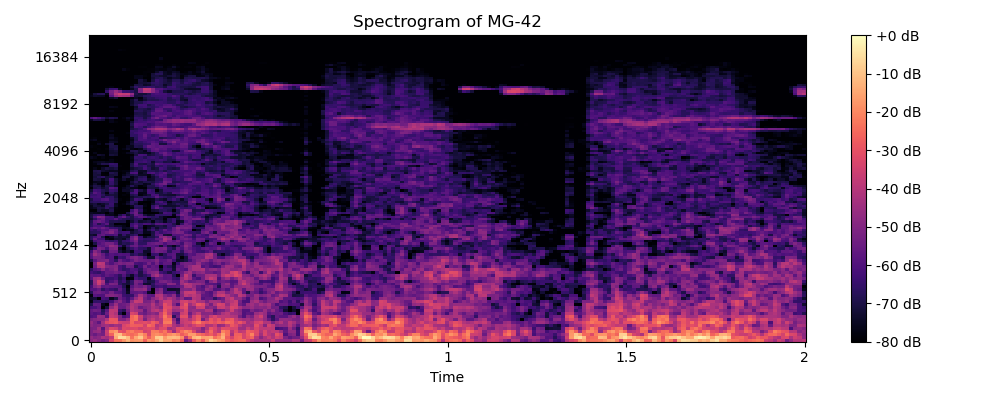 Spectrogram of MG-42
Hz
16384
8192
4096
2048
1024
512
0
0
0.5
1
1.5
2
Time
+0 dB
-10 dB
-20 dB
-30 dB
-40 dB
-50 dB
-60 dB
-70 dB
-80 dB